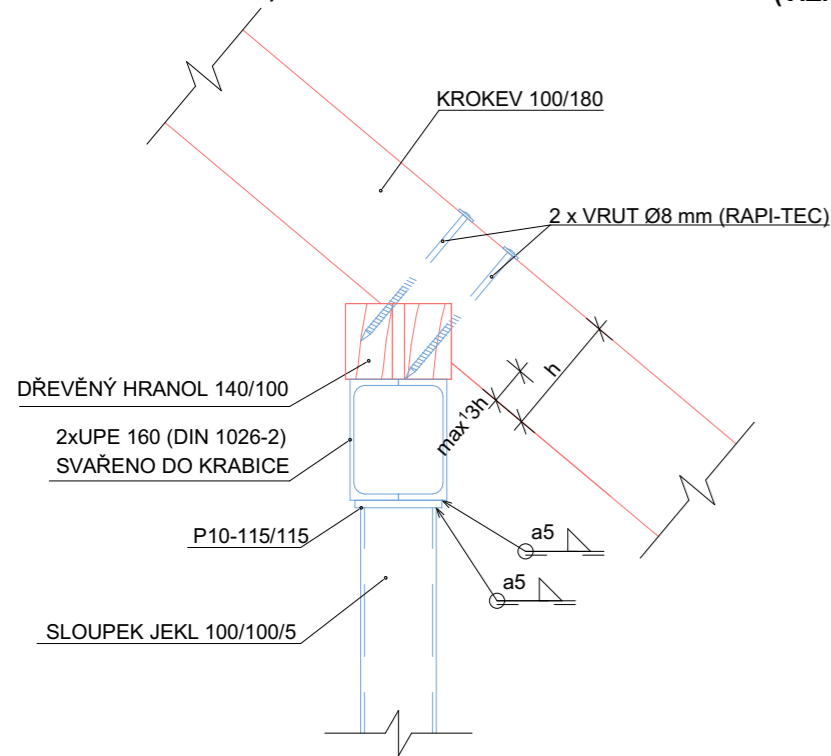 KROKEV 100/180
2 x VRUT Ø8 mm (RAPI-TEC)
h
max 13h
DŘEVĚNÝ HRANOL 140/100
2xUPE 160 (DIN 1026-2)
SVAŘENO DO KRABICE
P10-115/115
a5
a5
SLOUPEK JEKL 100/100/5